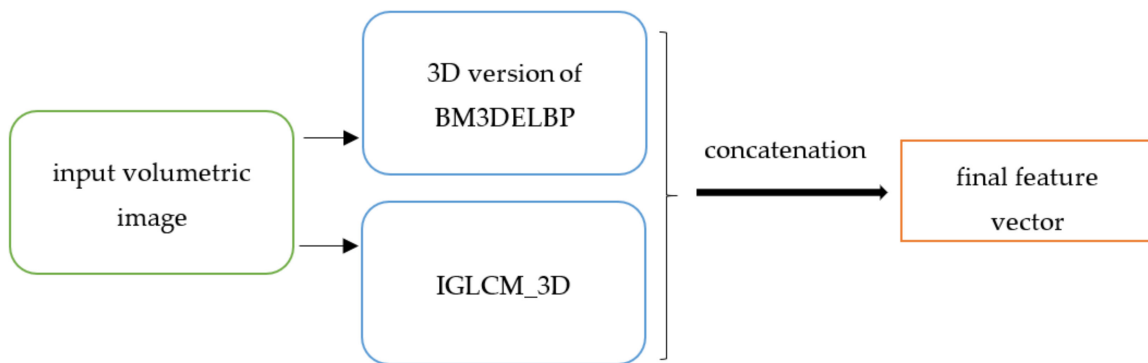 input volumetric
image
3D version of
BM3DELBP
IGLCM_3D
concatenation
final feature
vector